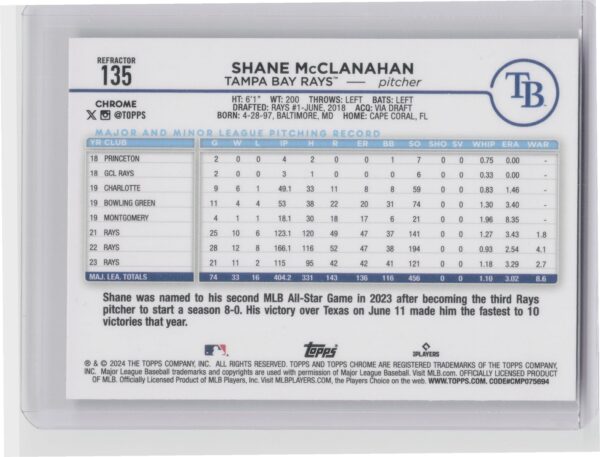 REFRACTOR
135
SHANE McCLANAHAN
TAMPA BAY RAYS™ — pitcher
TB
CHROME
X @TOPPS
HT: 6'1" WT: 200 THROWS: LEFT BATS: LEFT
DRAFTED: RAYS #1-JUNE, 2018 ACQ: VIA DRAFT
BORN: 4-28-97, BALTIMORE, MD HOME: CAPE CORAL, FL
MAJOR AND MINOR LEAGUE PITCHING RECORD
YR CLUB G W L IP H R ER BB SO SHO SV WHIP ERA WAR
18 PRINCETON 2 0 0 4 2 0 0 1 7 0 0 0.75 0.00 -
18 GCL RAYS 2 0 0 3 1 0 0 0 6 0 0 0.33 0.00 -
19 CHARLOTTE 9 6 1 49.1 33 11 8 8 59 0 0 0.83 1.46 -
19 BOWLING GREEN 11 4 4 53 38 22 20 31 74 0 0 1.30 3.40 -
19 MONTGOMERY 4 1 1 18.1 30 18 17 6 21 0 0 1.96 8.35 -
21 RAYS 25 10 6 123.1 120 49 47 37 141 0 0 1.27 3.43 1.8
22 RAYS 28 12 8 166.1 116 52 47 38 194 0 0 0.93 2.54 4.1
23 RAYS 21 11 2 115 95 42 42 41 121 0 0 1.18 3.29 2.7
MAJ. LEA. TOTALS 74 33 16 404.2 331 143 136 116 456 0 0 1.10 3.02 8.6
Shane was named to his second MLB All-Star Game in 2023 after becoming the third Rays
pitcher to start a season 8-0. His victory over Texas on June 11 made him the fastest to 10
victories that year.
Topps
PLAYERS
® & © 2024 THE TOPPS COMPANY, INC. ALL RIGHTS RESERVED. TOPPS AND TOPPS CHROME ARE REGISTERED TRADEMARKS OF THE TOPPS COMPANY,
INC. Major League Baseball trademarks and copyrights are used with permission of Major League Baseball. Visit MLB.com. OFFICIALLY LICENSED PRODUCT
OF MLB. Officially Licensed Product of MLB Players, Inc. Visit MLBPLAYERS.com, the Players Choice on the web. WWW.TOPPS.COM. CODE#CMP075694